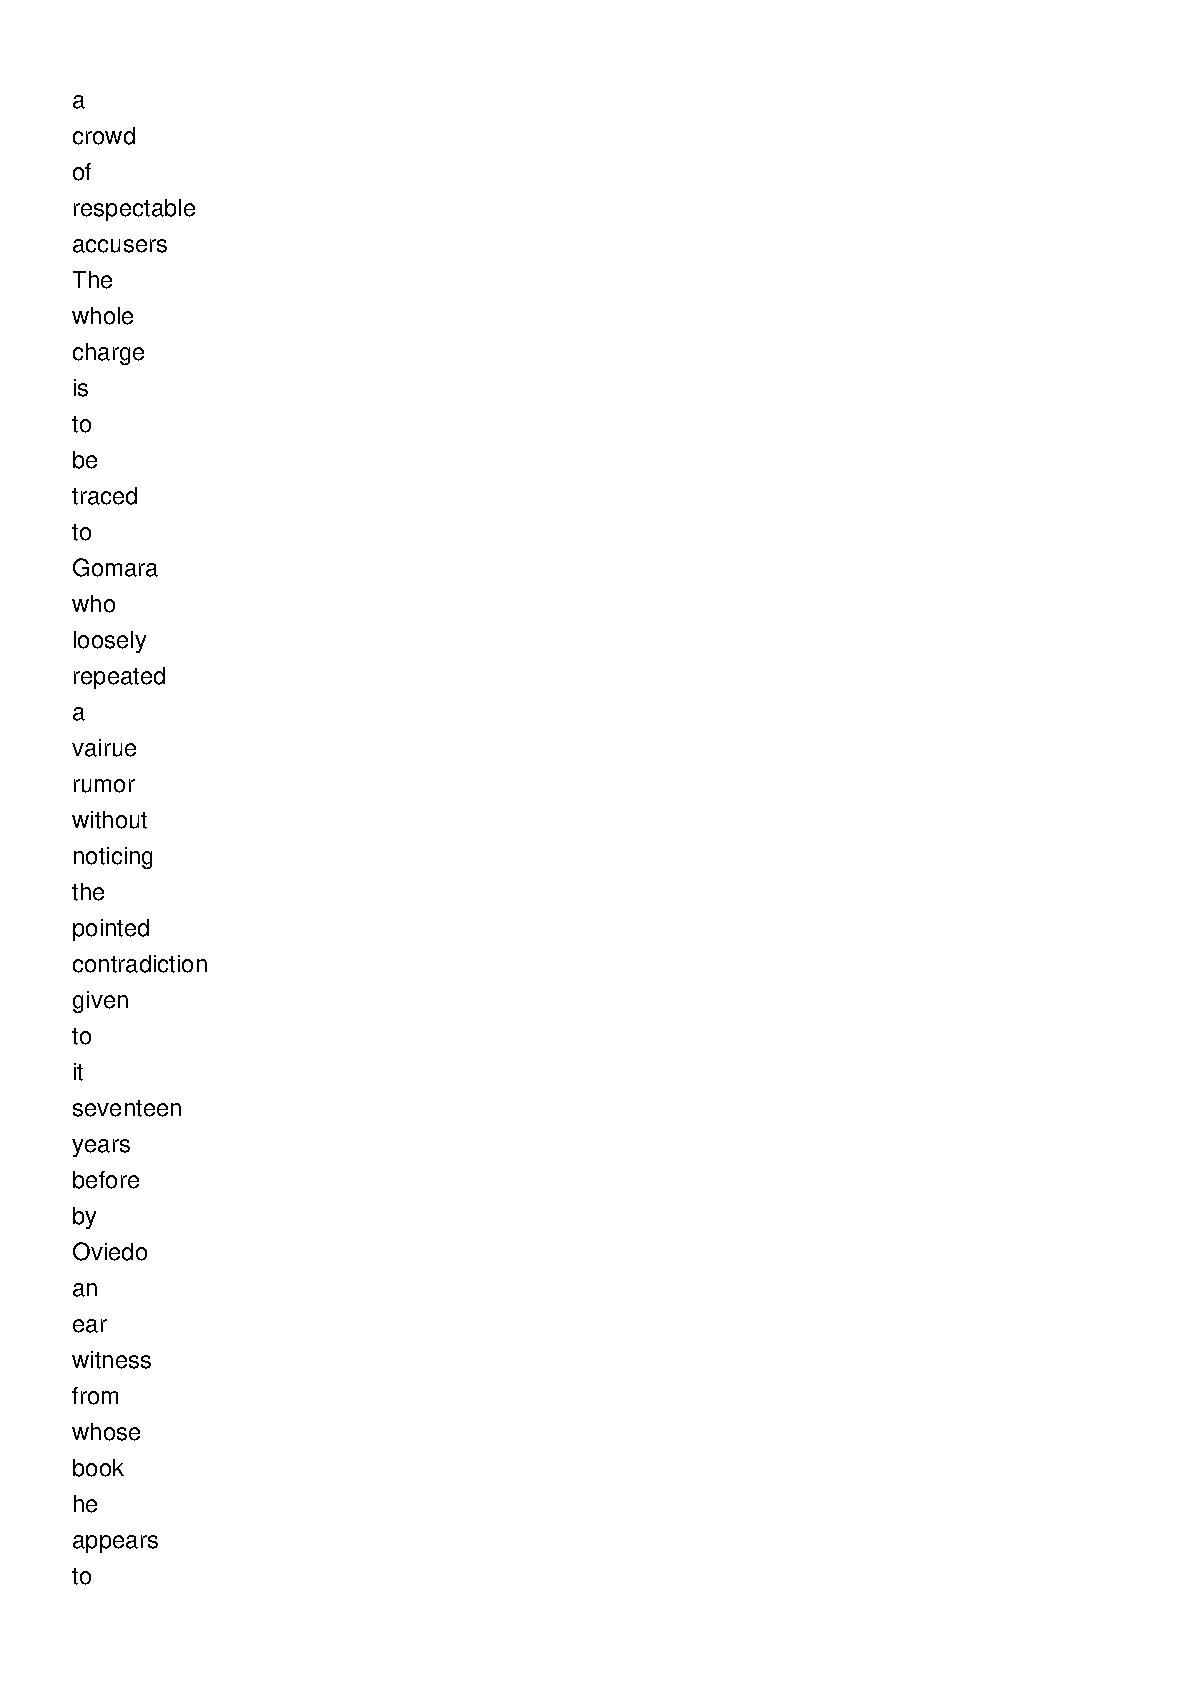 a
crowd
of
respectable
accusers
The
whole
charge
is
to
be
traced
to
Gomara
who
loosely
repeated
a
vairue
rumor
without
noticing
the
pointed
contradiction
given
to
it
seventeen
years
before
by
Oviedo
an
ear
witness
from
whose
book
he
appears
to